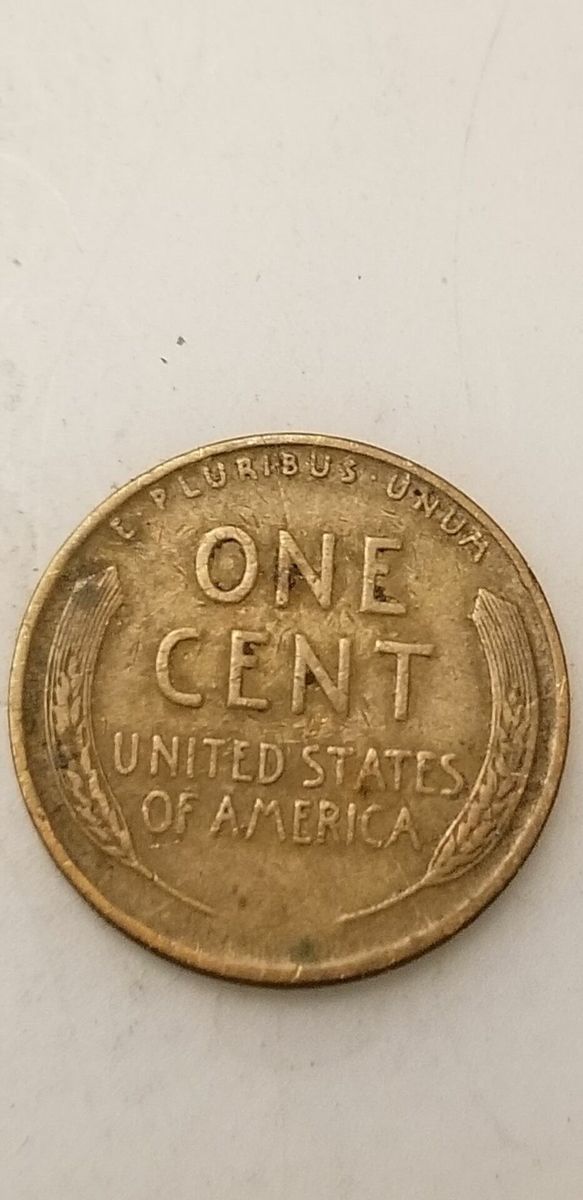 E·PLURIBUS·UNUM
ONE
CENT
UNITED STATES
OF AMERICA